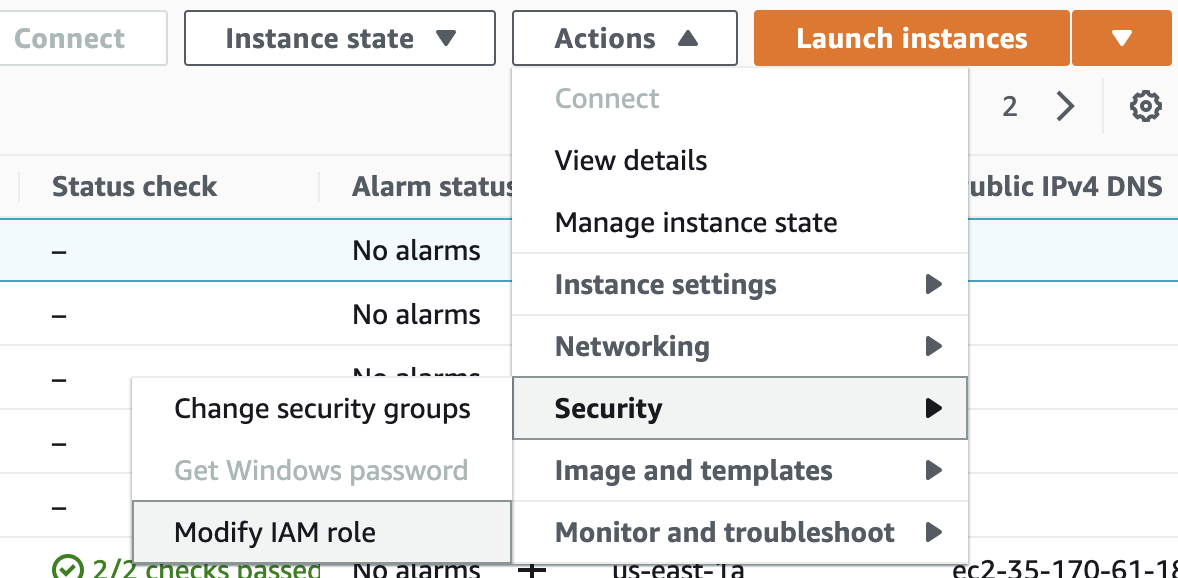 Connect
Instance state
Actions
Launch instances
Connect
2
View details
Status check
Alarm status
ublic IPv4 DNS
Manage instance state
–
No alarms
Instance settings
–
No alarms
Networking
–
No alarms
Change security groups
Security
–
Get Windows password
Image and templates
–
Modify IAM role
Monitor and troubleshoot
2/2 checks passed
No alarms
us-east-1a
ec2-35-170-61-18